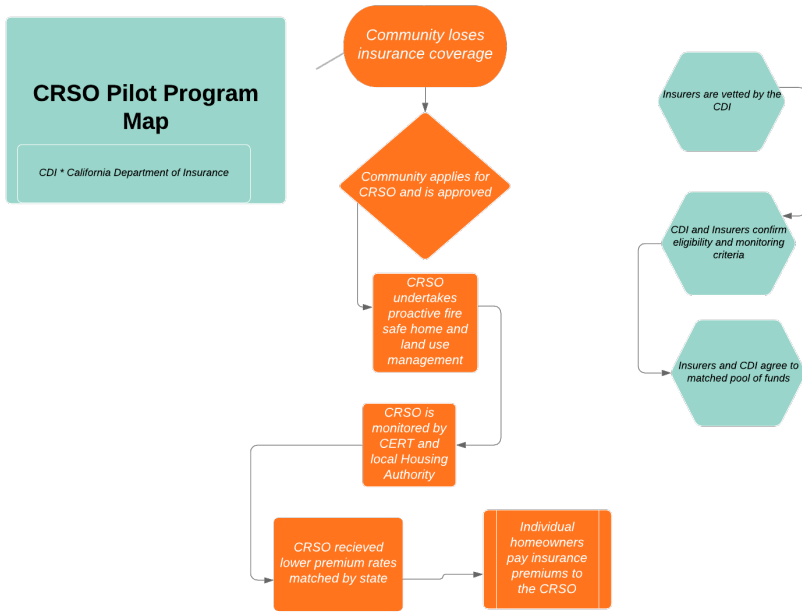 CRSO Pilot Program
Map
CDI * California Department of Insurance
Community loses
insurance coverage
Community applies for
CRSO and is approved
CRSO
undertakes
proactive fire
safe home and
land use
management
CRSO is
monitored by
CERT and
local Housing
Authority
CRSO recieved
lower premium rates
matched by state
Individual
homeowners
pay insurance
premiums to
the CRSO
Insurers are vetted by the
CDI
CDI and Insurers confirm
eligibility and monitoring
criteria
Insurers and CDI agree to
matched pool of funds